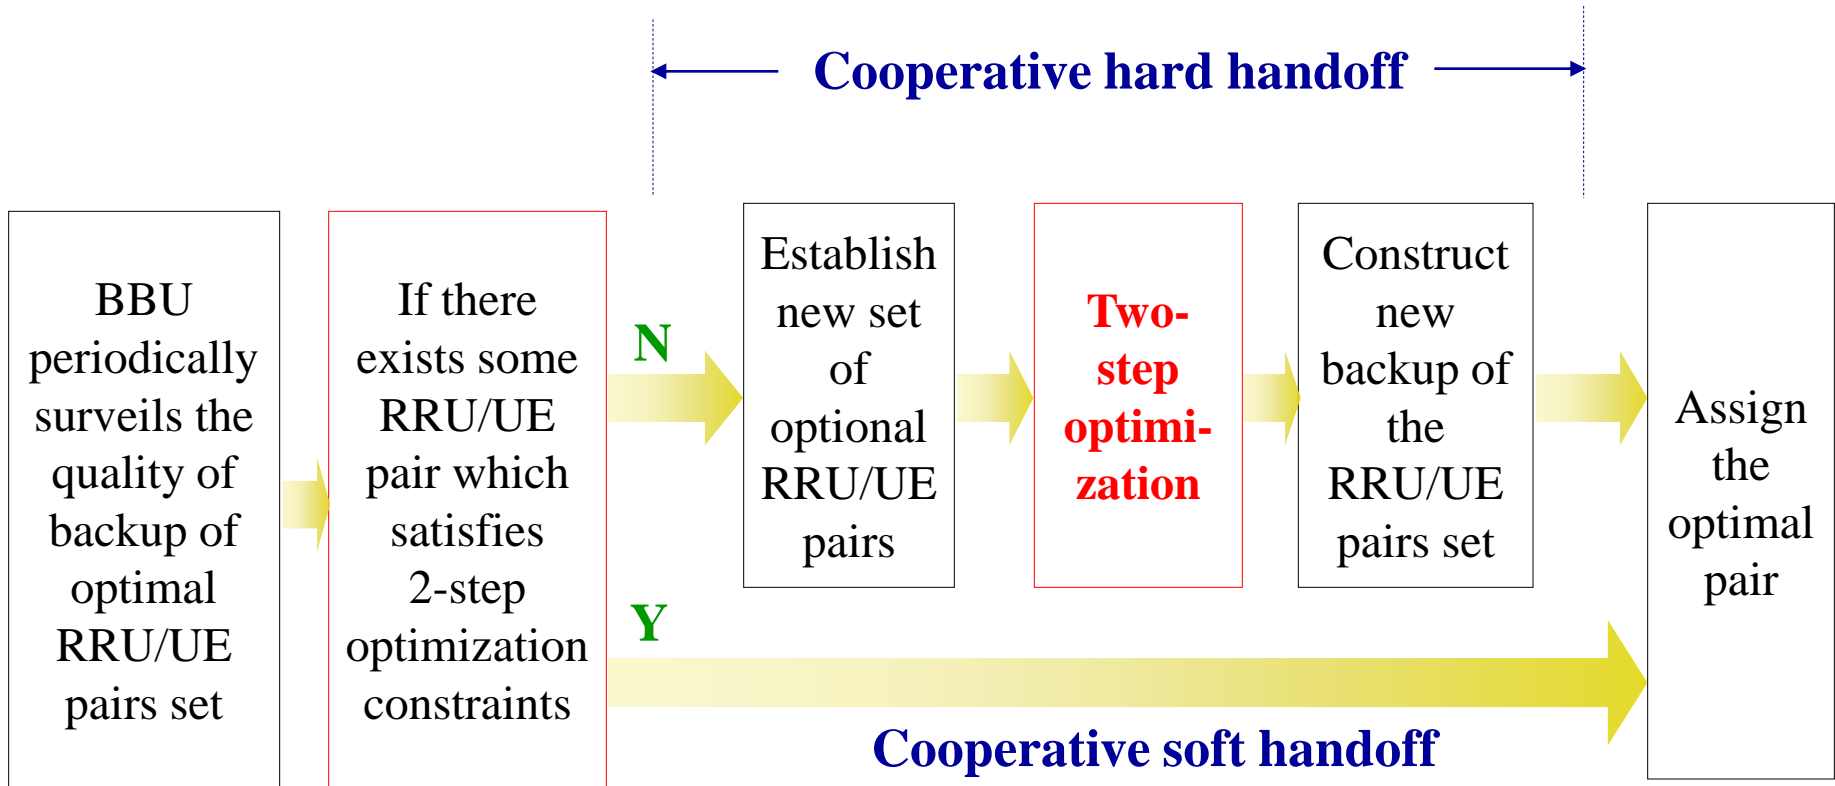 Cooperative hard handoff
BBU
periodically
surveils the
quality of
backup of
optimal
RRU/UE
pairs set
If there
exists some
RRU/UE
pair which
satisfies
2-step
optimization
constraints
N
Y
Establish
new set
of
optional
RRU/UE
pairs
Two-
step
optimi-
zation
Construct
new
backup of
the
RRU/UE
pairs set
Assign
the
optimal
pair
Cooperative soft handoff